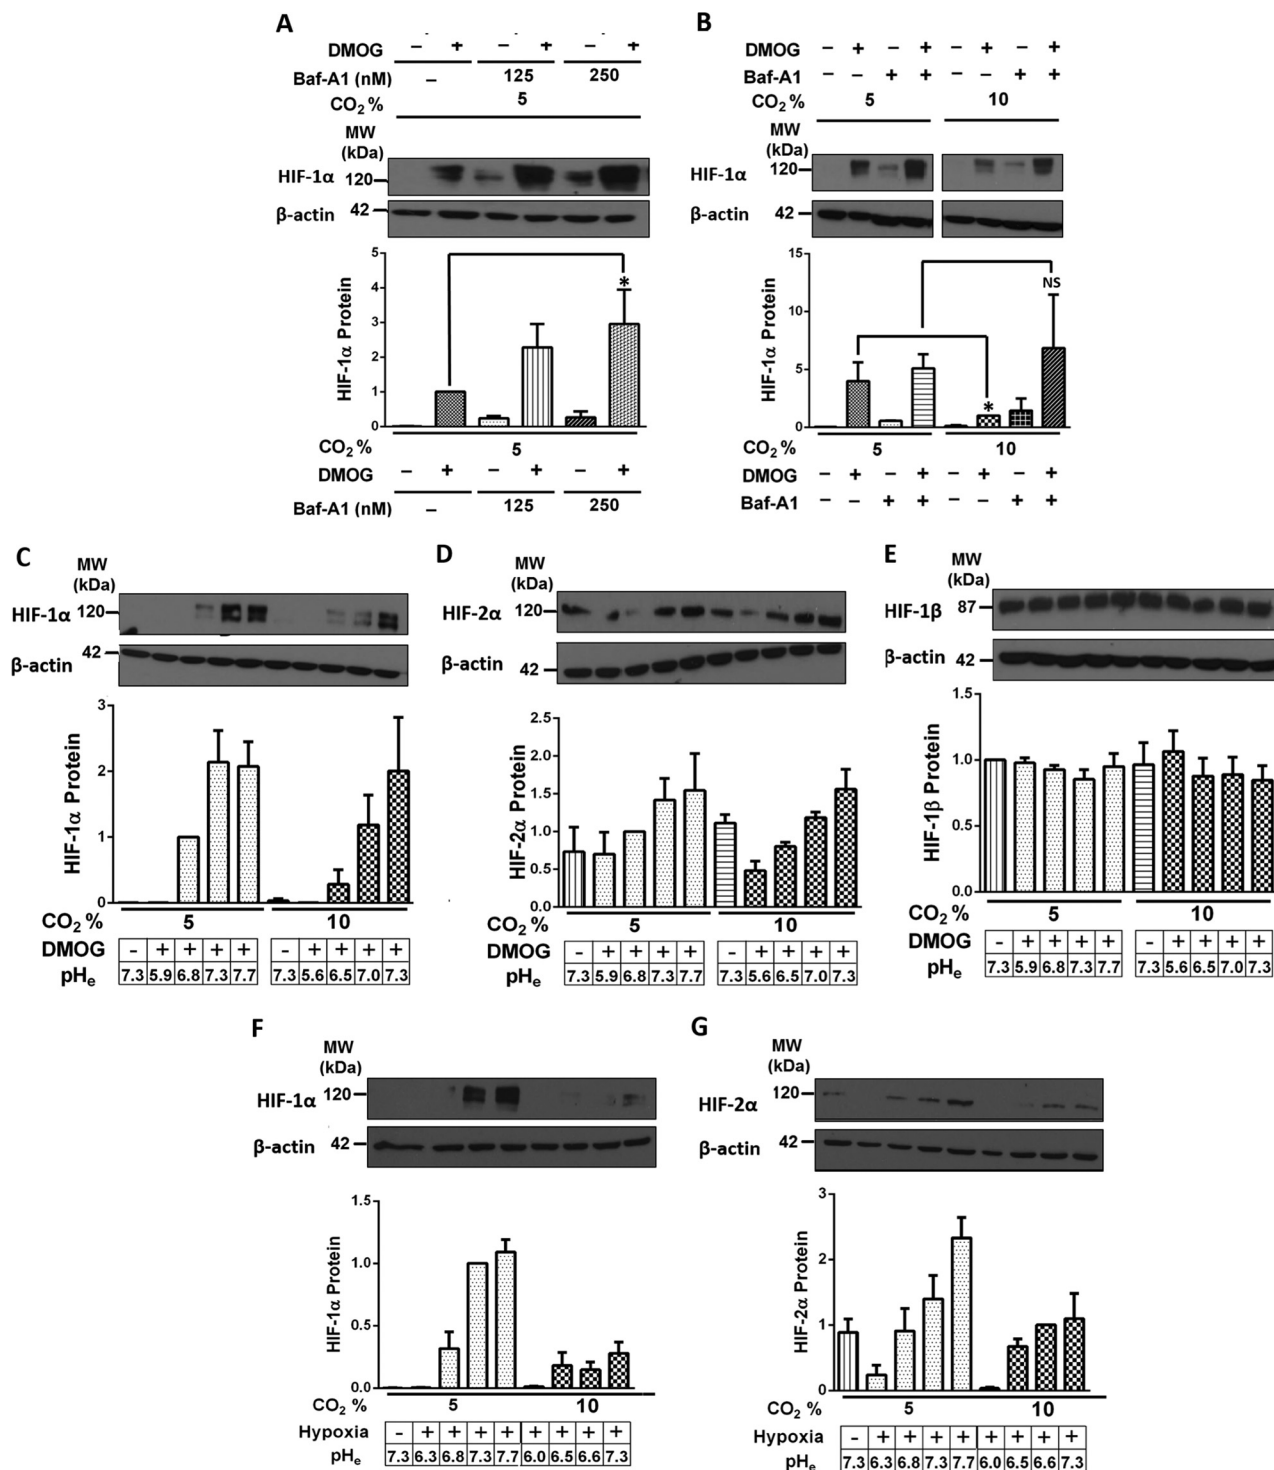 A
DMOG – + – + – +
Baf-A1 (nM) – 125 250
CO2 % 5
MW
(kDa)
HIF-1α 120
β-actin 42
HIF-1α Protein
5
4
3
2
1
0
*
CO2 % 5
DMOG – + – + – +
Baf-A1 (nM) – 125 250
B
DMOG – + – + – + – +
Baf-A1 – – + + – – + +
CO2 % 5 10
MW
(kDa)
HIF-1α 120
β-actin 42
HIF-1α Protein
15
10
5
0
* NS
CO2 % 5 10
DMOG – + – + – + – +
Baf-A1 – – + + – – + +
C
MW
(kDa)
HIF-1α 120
β-actin 42
HIF-1α Protein
3
2
1
0
CO2 % 5 10
DMOG - + + + + - + + + +
pHe 7.3 5.9 6.8 7.3 7.7 7.3 5.6 6.5 7.0 7.3
D
MW
(kDa)
HIF-2α 120
β-actin 42
HIF-2α Protein
2.5
2.0
1.5
1.0
0.5
0.0
CO2 % 5 10
DMOG - + + + + - + + + +
pHe 7.3 5.9 6.8 7.3 7.7 7.3 5.6 6.5 7.0 7.3
E
MW
(kDa)
HIF-1β 87
β-actin 42
HIF-1β Protein
1.5
1.0
0.5
0.0
CO2 % 5 10
DMOG - + + + + - + + + +
pHe 7.3 5.9 6.8 7.3 7.7 7.3 5.6 6.5 7.0 7.3
F
MW
(kDa)
HIF-1α 120
β-actin 42
HIF-1α Protein
1.5
1.0
0.5
0.0
CO2 % 5 10
Hypoxia - + + + + + + + +
pHe 7.3 6.3 6.8 7.3 7.7 6.0 6.5 6.6 7.3
G
MW
(kDa)
HIF-2α 120
β-actin 42
HIF-2α Protein
3
2
1
0
CO2 % 5 10
Hypoxia - + + + + + + + +
pHe 7.3 6.3 6.8 7.3 7.7 6.0 6.5 6.6 7.3